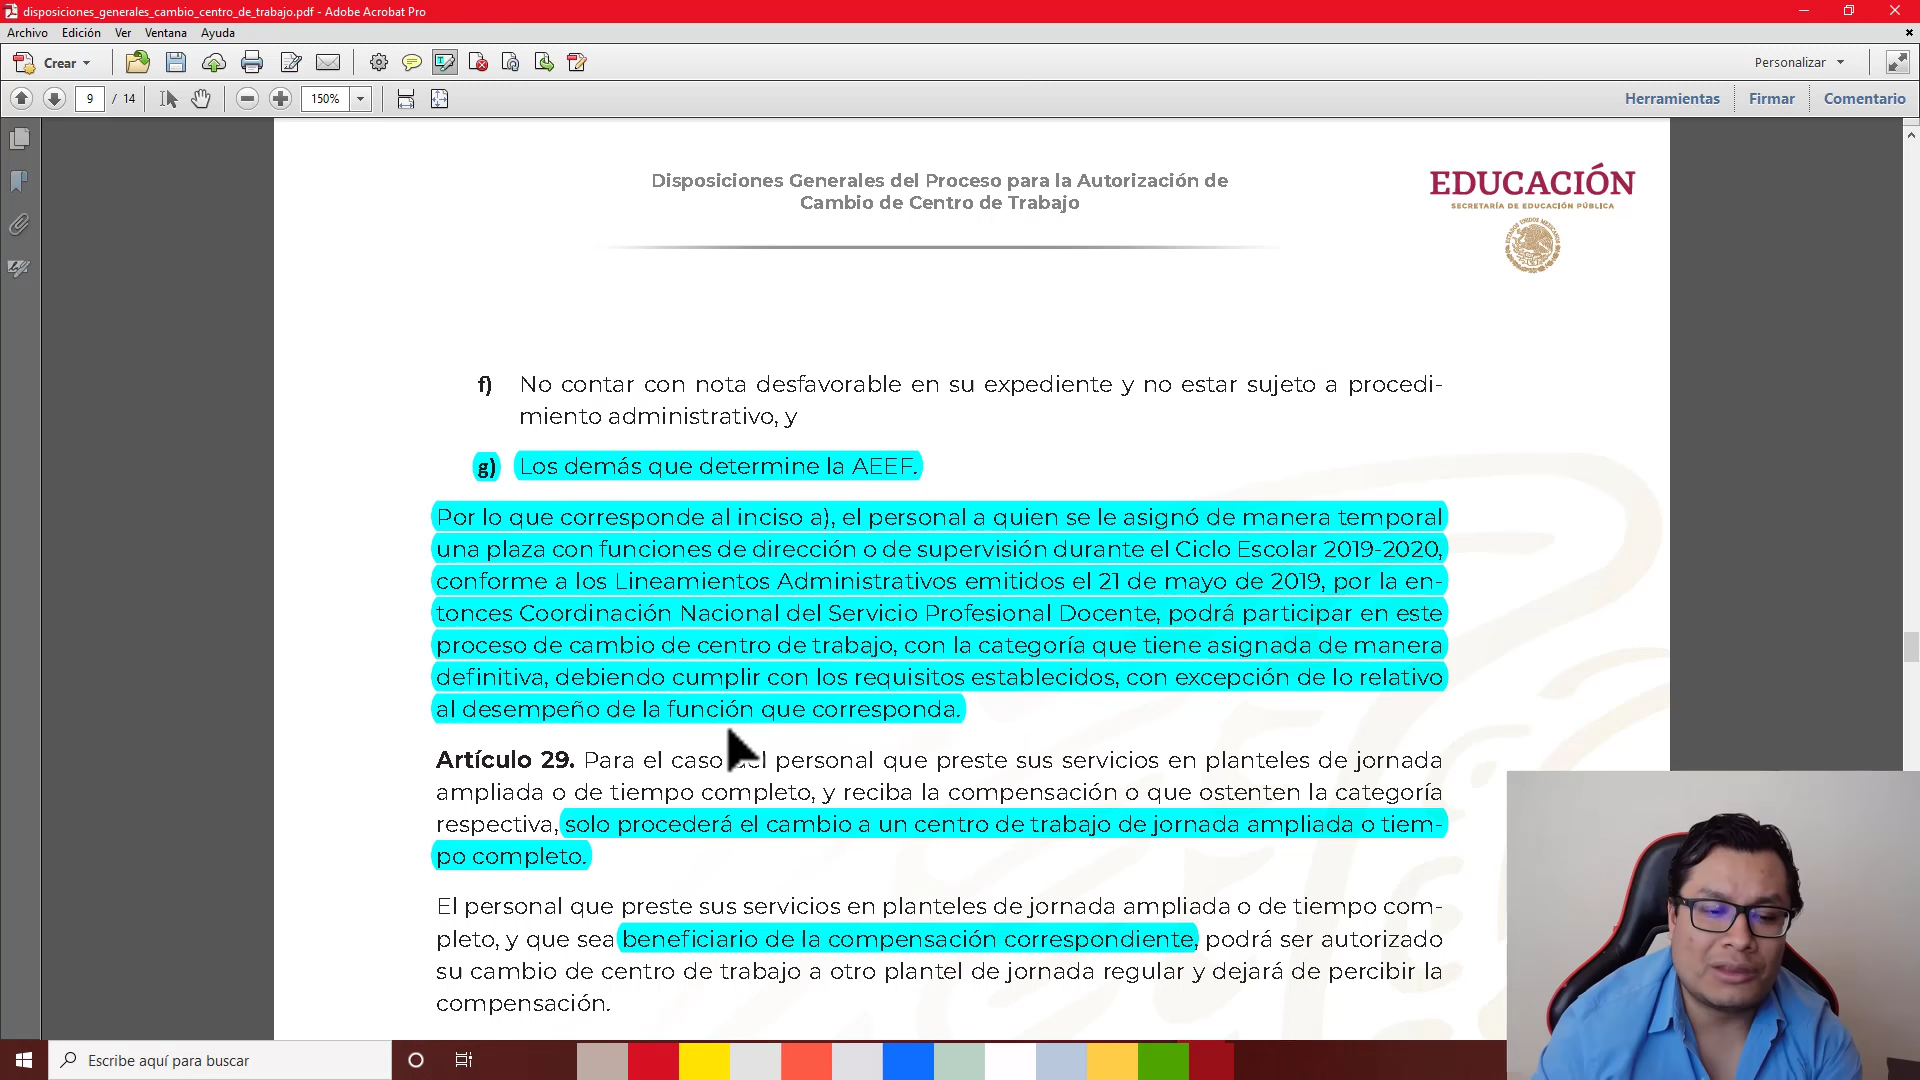 disposiciones_generales_cambio_centro_de_trabajo.pdf - Adobe Acrobat Pro
Archivo Edición Ver Ventana Ayuda
Crear
Personalizar
9 / 14
150%
Herramientas Firmar Comentario
Disposiciones Generales del Proceso para la Autorización de
Cambio de Centro de Trabajo
EDUCACIÓN
SECRETARÍA DE EDUCACIÓN PÚBLICA
f) No contar con nota desfavorable en su expediente y no estar sujeto a procedi-
miento administrativo, y
g) Los demás que determine la AEEF.
Por lo que corresponde al inciso a), el personal a quien se le asignó de manera temporal
una plaza con funciones de dirección o de supervisión durante el Ciclo Escolar 2019-2020,
conforme a los Lineamientos Administrativos emitidos el 21 de mayo de 2019, por la en-
tonces Coordinación Nacional del Servicio Profesional Docente, podrá participar en este
proceso de cambio de centro de trabajo, con la categoría que tiene asignada de manera
definitiva, debiendo cumplir con los requisitos establecidos, con excepción de lo relativo
al desempeño de la función que corresponda.
Artículo 29. Para el caso del personal que preste sus servicios en planteles de jornada
ampliada o de tiempo completo, y reciba la compensación o que ostenten la categoría
respectiva, solo procederá el cambio a un centro de trabajo de jornada ampliada o tiem-
po completo.
El personal que preste sus servicios en planteles de jornada ampliada o de tiempo com-
pleto, y que sea beneficiario de la compensación correspondiente, podrá ser autorizado
su cambio de centro de trabajo a otro plantel de jornada regular y dejará de percibir la
compensación.
Escribe aquí para buscar